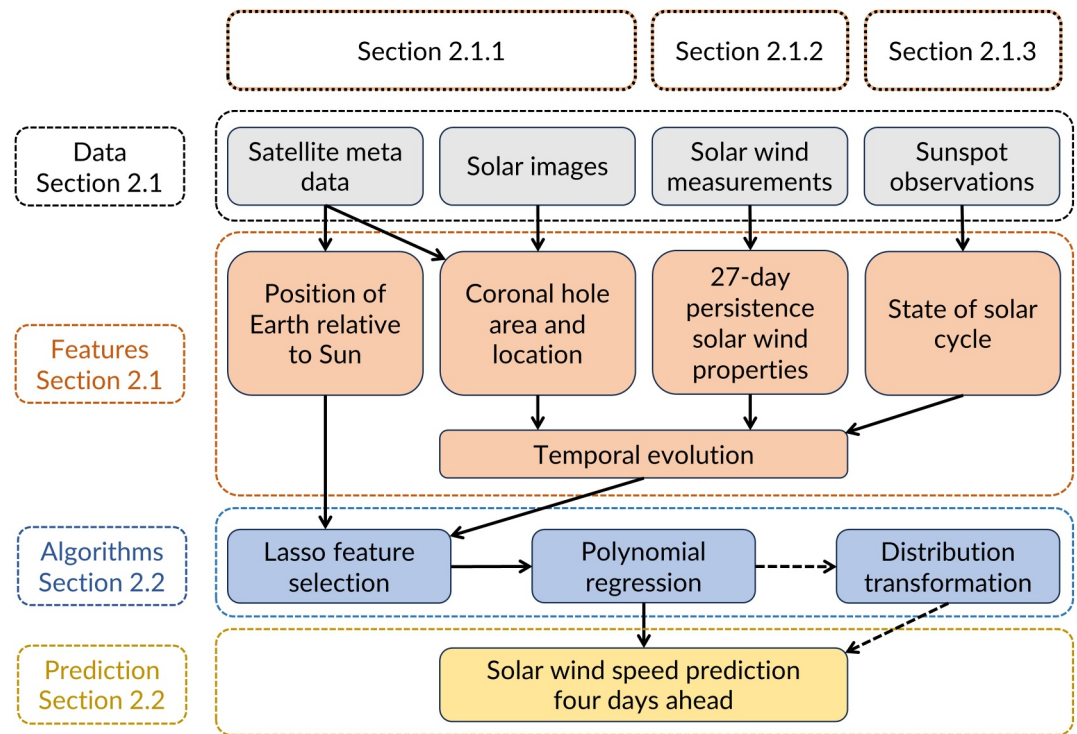 Section 2.1.1
Section 2.1.2
Section 2.1.3
Data
Section 2.1
Satellite meta
data
Solar images
Solar wind
measurements
Sunspot
observations
Features
Section 2.1
Position of
Earth relative
to Sun
Coronal hole
area and
location
27-day
persistence
solar wind
properties
State of solar
cycle
Temporal evolution
Algorithms
Section 2.2
Lasso feature
selection
Polynomial
regression
Distribution
transformation
Prediction
Section 2.2
Solar wind speed prediction
four days ahead